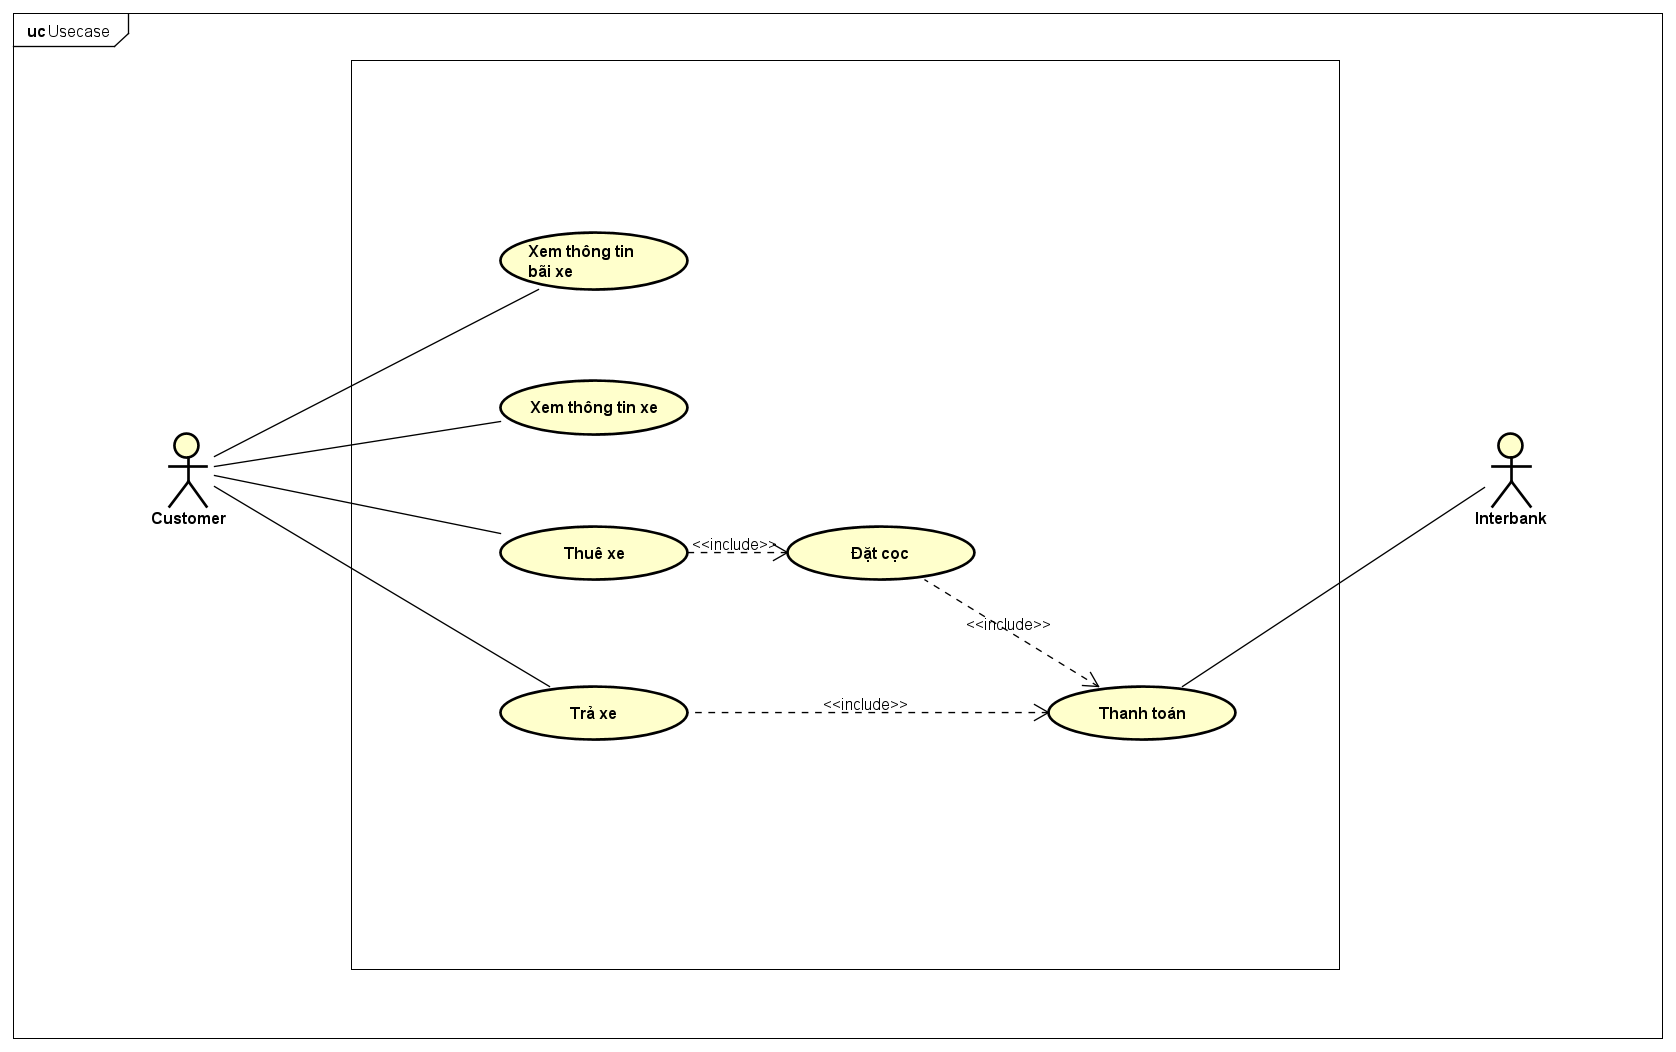 uc Usecase
Xem thông tin
bãi xe
Xem thông tin xe
Customer
Interbank
Thuê xe
<<include>>
Đặt cọc
<<include>>
Trả xe
<<include>>
Thanh toán